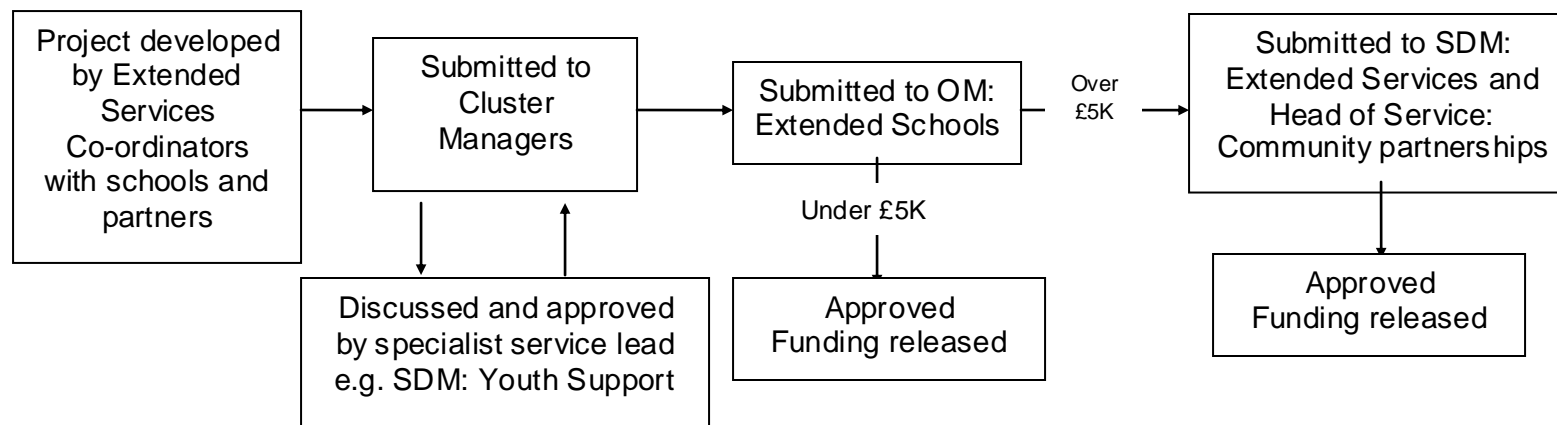 Project developed
by Extended
Services
Co-ordinators
with schools and
partners
Submitted to
Cluster
Managers
Discussed and approved
by specialist service lead
e.g. SDM: Youth Support
Submitted to OM:
Extended Schools
Under £5K
Approved
Funding released
Over
£5K
Submitted to SDM:
Extended Services and
Head of Service:
Community partnerships
Approved
Funding released